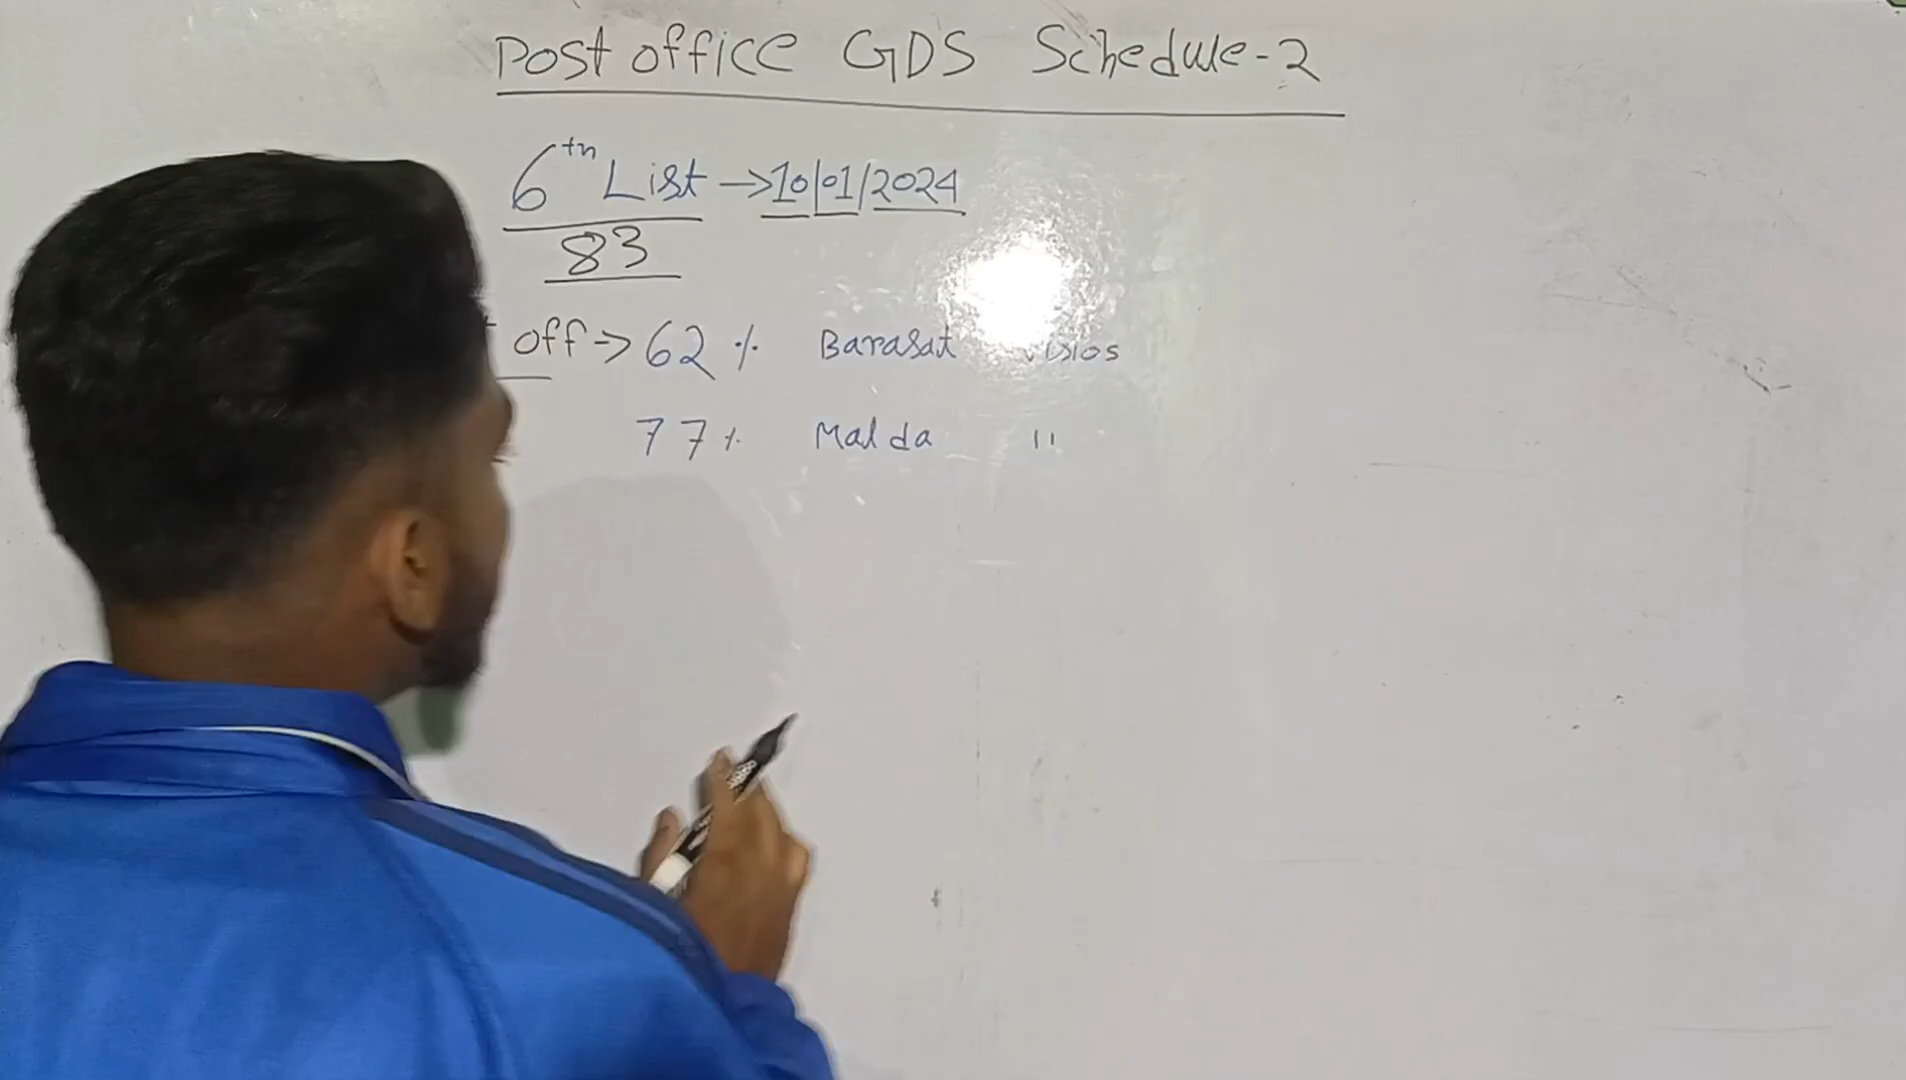 Post office GDS Schedule-2
6th List → 10/01/2024
83
off → 62 % Barasat
77% Malda "